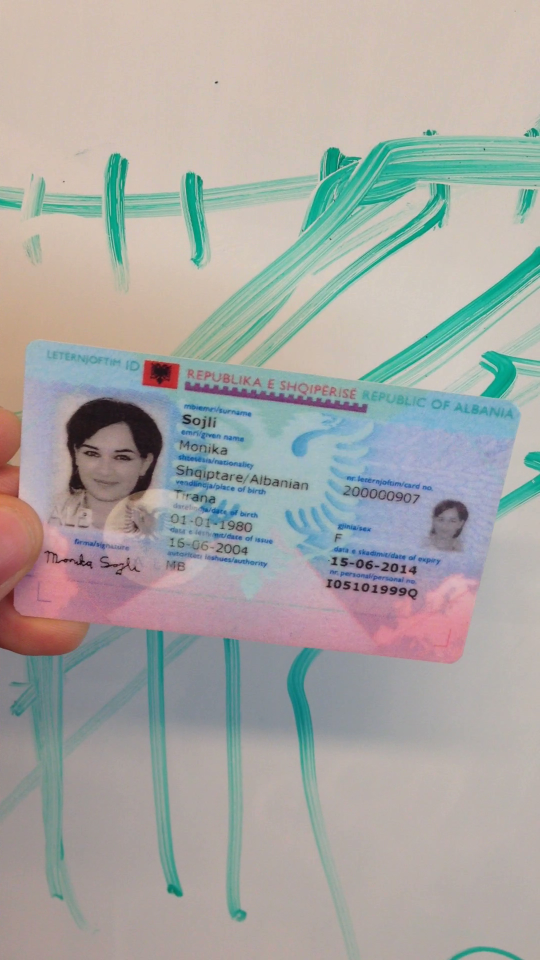 LETËRNJOFTIM ID REPUBLIKA E SHQIPËRISË REPUBLIC OF ALBANIA
mbiemri/surname
Sojli
emri/given name
Monika
shtetësia/nationality
Shqiptare/Albanian
vendlindja/place of birth
Tirana
datëlindja/date of birth
01-01-1980
data e lëshimit/date of issue
16-06-2004
autoriteti lëshues/authority
MB
nr. letërnjoftim/card no.
200000907
gjinia/sex
F
data e skadimit/date of expiry
15-06-2014
nr. personal/personal no.
I05101999Q
firma/signature
Monika Sojli